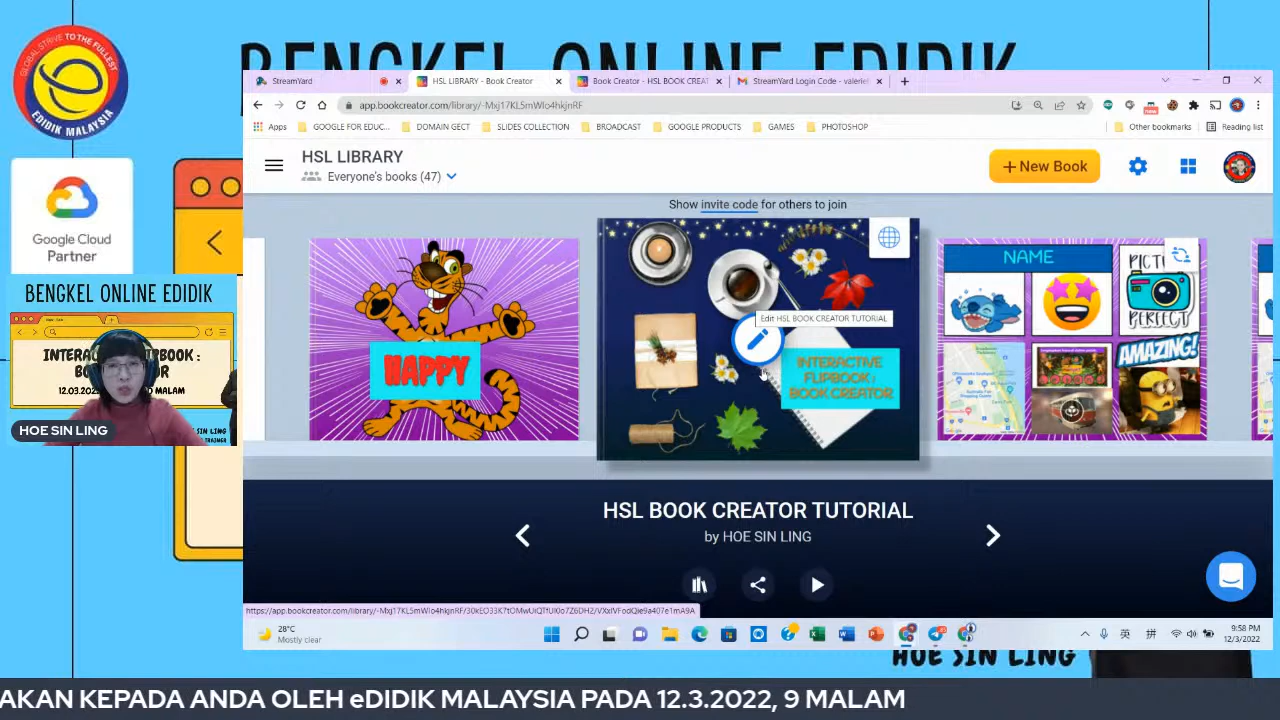 BENGKEL ONLINE EDIDIK
GLOBAL STRIVE TO THE FULLEST
EDIDIK MALAYSIA
Google Cloud
Partner
BENGKEL ONLINE EDIDIK
HOE SIN LING
StreamYard
HSL LIBRARY - Book Creator
Book Creator - HSL BOOK CREAT
StreamYard Login Code - valerie
app.bookcreator.com/library/-Mxj17KL5mWIo4hkjnRF
Apps
GOOGLE FOR EDUC...
DOMAIN GECT
SLIDES COLLECTION
BROADCAST
GOOGLE PRODUCTS
GAMES
PHOTOSHOP
Other bookmarks
Reading list
HSL LIBRARY
Everyone's books (47)
+ New Book
Show invite code for others to join
HAPPY
Edit HSL BOOK CREATOR TUTORIAL
INTERACTIVE
FLIPBOOK :
BOOK CREATOR
NAME
PICTURE
PERFECT
AMAZING!
HSL BOOK CREATOR TUTORIAL
by HOE SIN LING
28°C
Mostly clear
英
拼
9:58 PM
12/3/2022
HOE SIN LING
AKAN KEPADA ANDA OLEH eDIDIK MALAYSIA PADA 12.3.2022, 9 MALAM